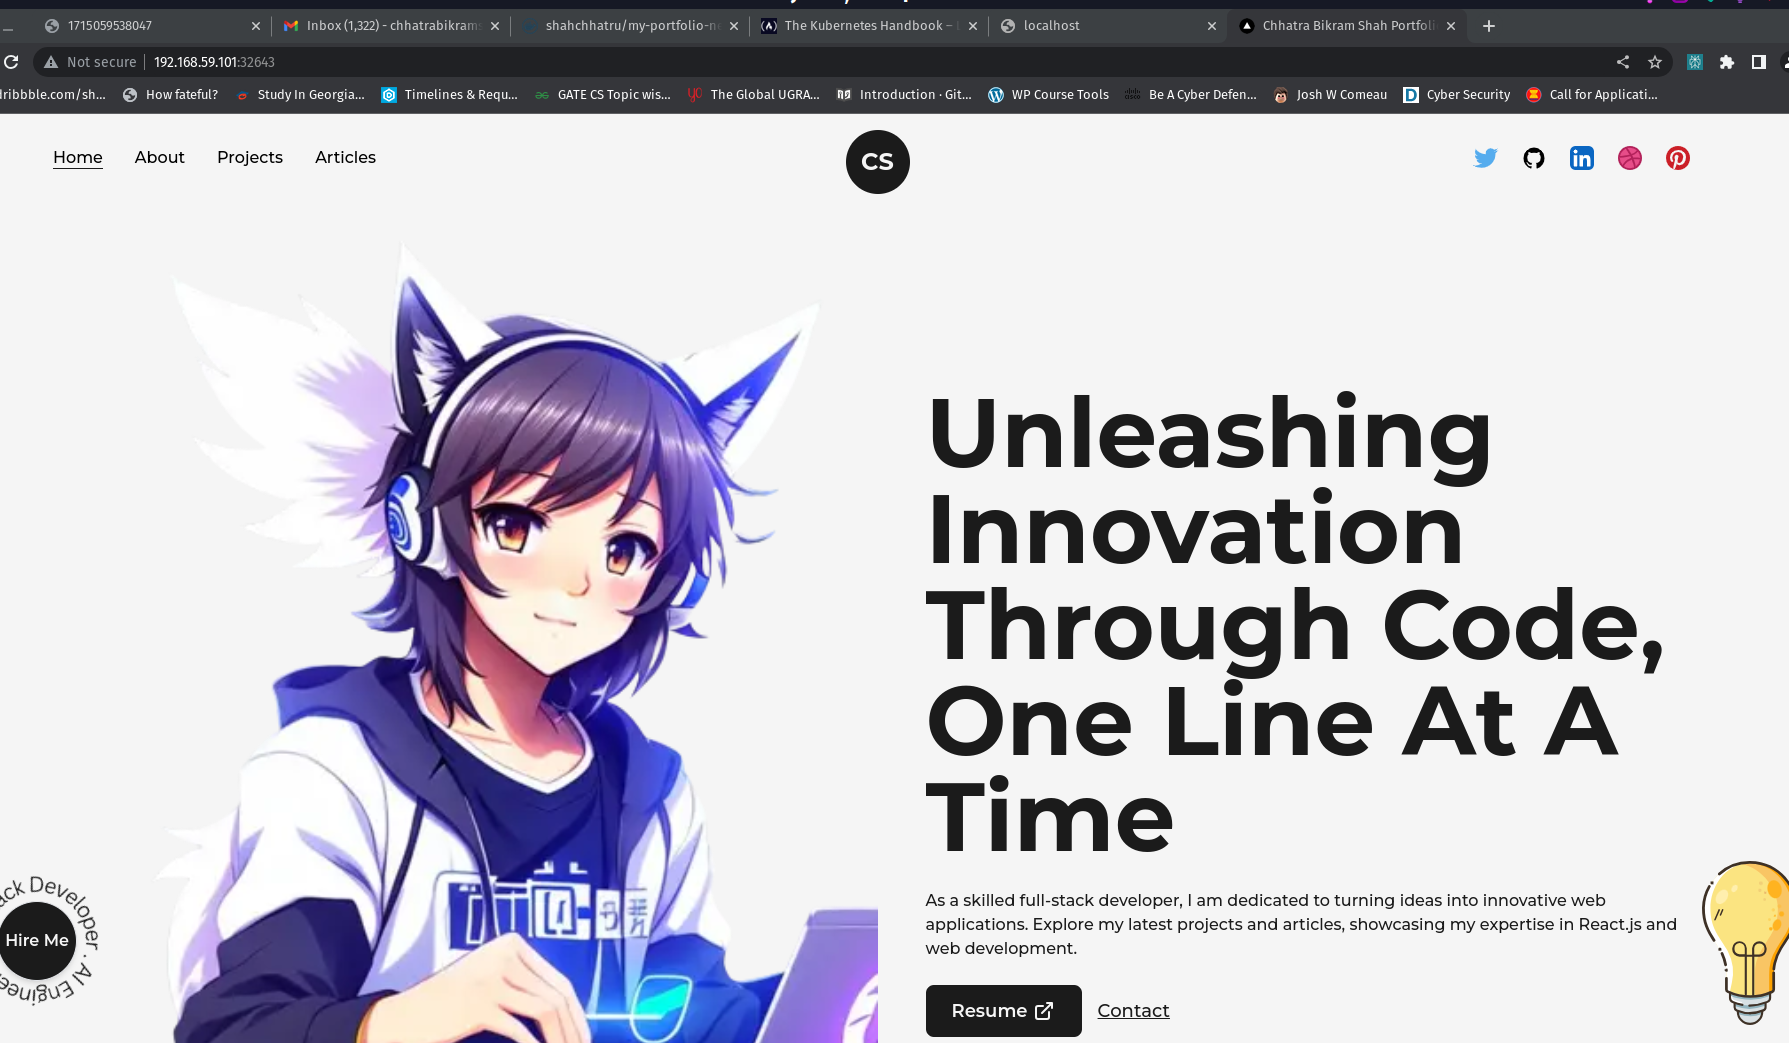 1715059538047
Inbox (1,322) - chhatrabikrams
shahchhatru/my-portfolio-ne
The Kubernetes Handbook –
localhost
Chhatra Bikram Shah Portfoli
Not secure
192.168.59.101:32643
dribbble.com/sh...
How fateful?
Study In Georgia...
Timelines & Requ...
GATE CS Topic wis...
The Global UGRA...
Introduction · Git...
WP Course Tools
Be A Cyber Defen...
Josh W Comeau
Cyber Security
Call for Applicati...
Home
About
Projects
Articles
CS
Unleashing
Innovation
Through Code,
One Line At A
Time
As a skilled full-stack developer, I am dedicated to turning ideas into innovative web
applications. Explore my latest projects and articles, showcasing my expertise in React.js and
web development.
Resume
Contact
ack Developer · AI Enginee
Hire Me